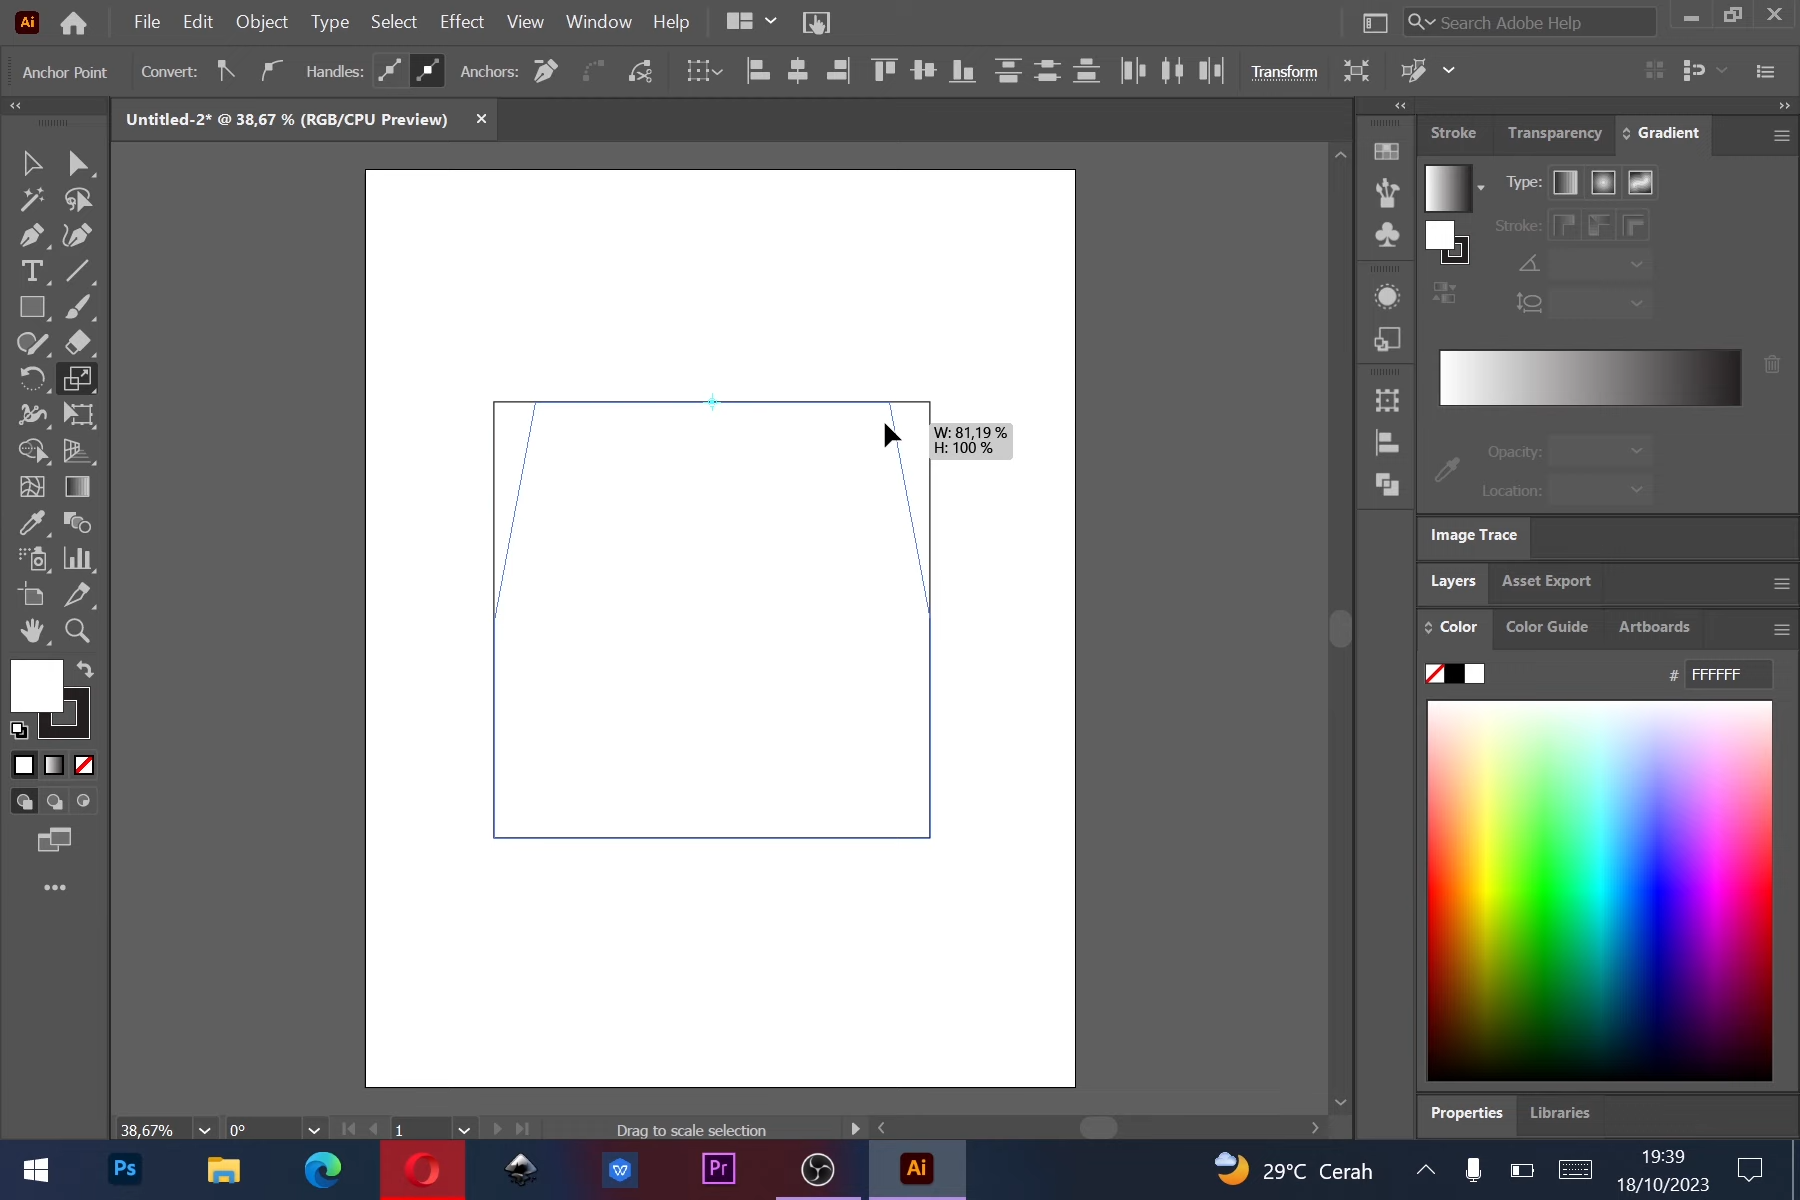 Ai
File Edit Object Type Select Effect View Window Help
Search Adobe Help
Anchor Point Convert: Handles: Anchors: Transform
Untitled-2* @ 38,67 % (RGB/CPU Preview)
Stroke Transparency Gradient
Type:
Stroke:
W: 81,19 %
H: 100 %
Opacity:
Location:
Image Trace
Layers Asset Export
Color Color Guide Artboards
# FFFFFF
Properties Libraries
38,67% 0° 1 Drag to scale selection
Ps W Pr Ai
29°C Cerah
19:39
18/10/2023